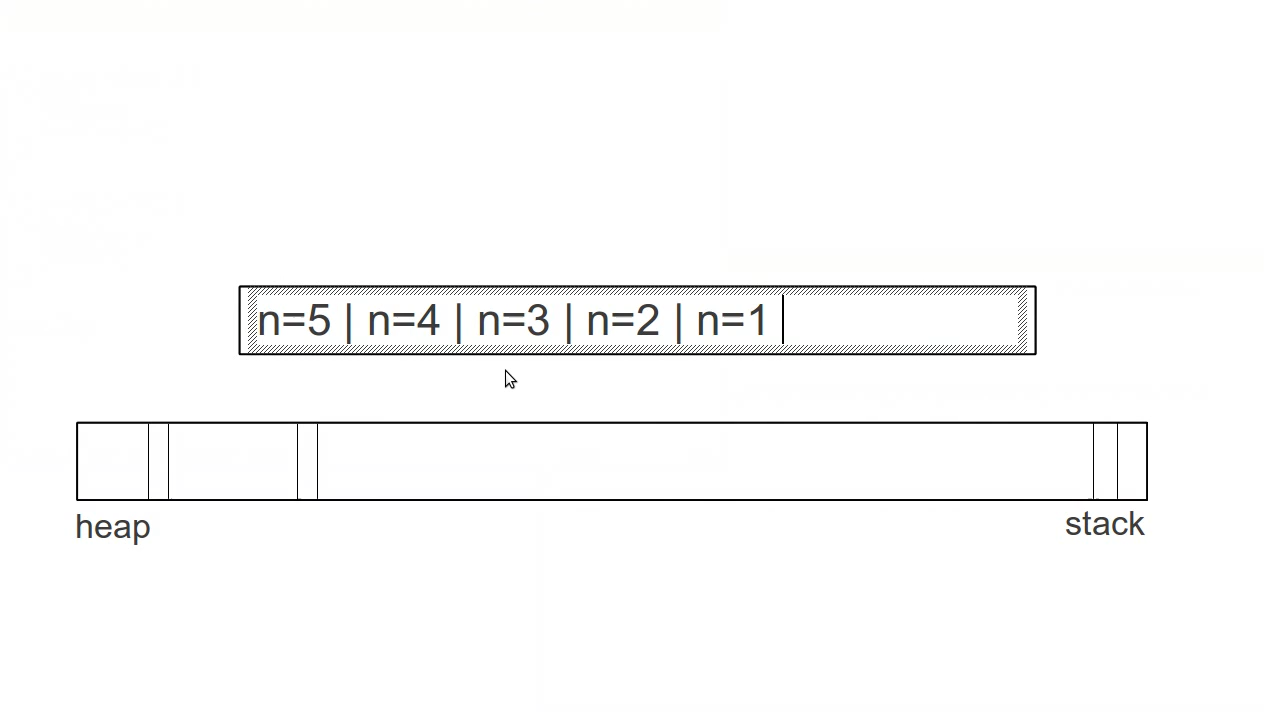 n=5 | n=4 | n=3 | n=2 | n=1
heap
stack